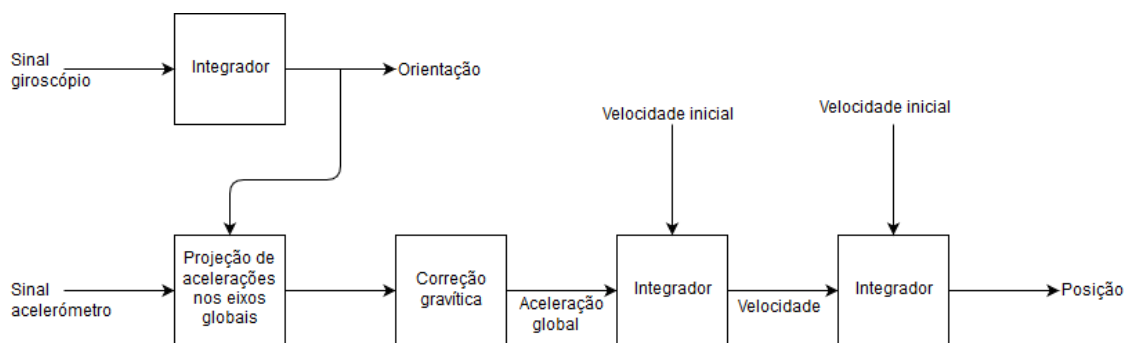 Sinal
giroscópio
Integrador
Orientação
Velocidade inicial
Velocidade inicial
Sinal
acelerómetro
Projeção de
acelerações
nos eixos
globais
Correção
gravítica
Aceleração
global
Integrador
Velocidade
Integrador
Posição